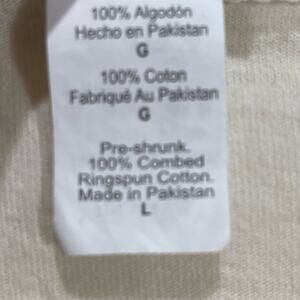 100% Algodón
Hecho en Pakistan
G
100% Coton
Fabriqué Au Pakistan
G
Pre-shrunk.
100% Combed
Ringspun Cotton.
Made in Pakistan
L